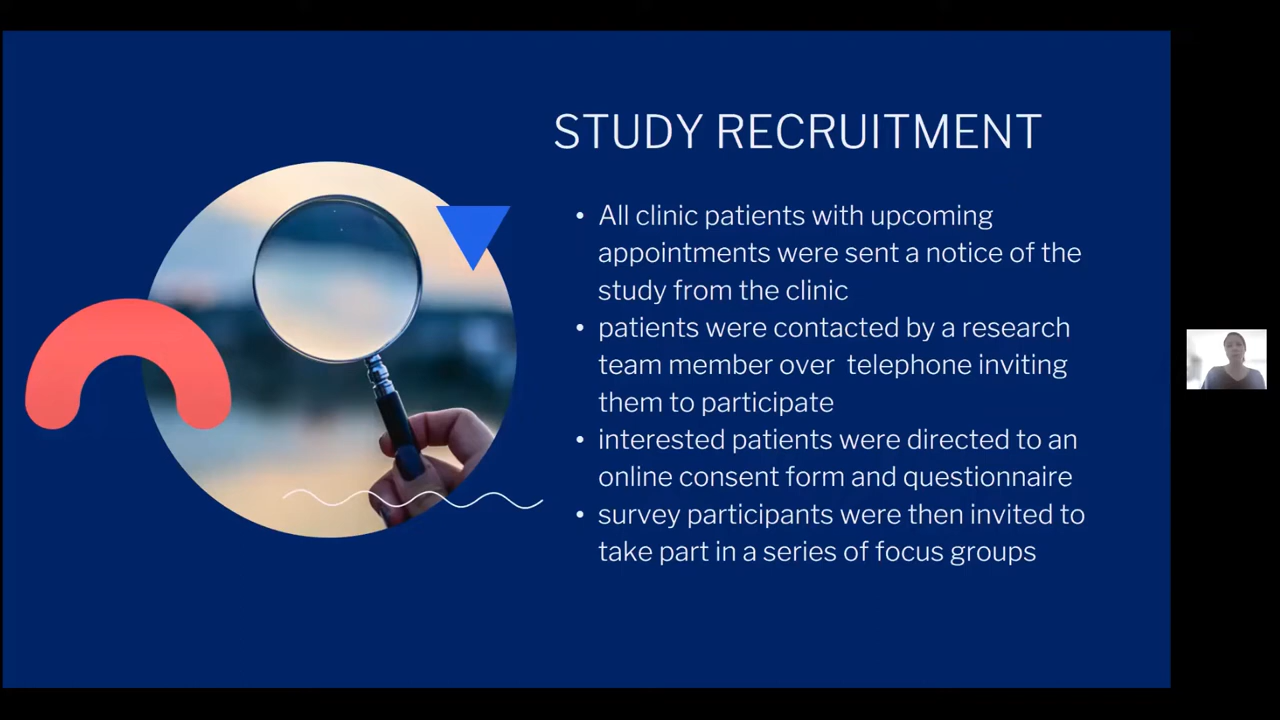 STUDY RECRUITMENT
• All clinic patients with upcoming
appointments were sent a notice of the
study from the clinic
• patients were contacted by a research
team member over  telephone inviting
them to participate
• interested patients were directed to an
online consent form and questionnaire
• survey participants were then invited to
take part in a series of focus groups